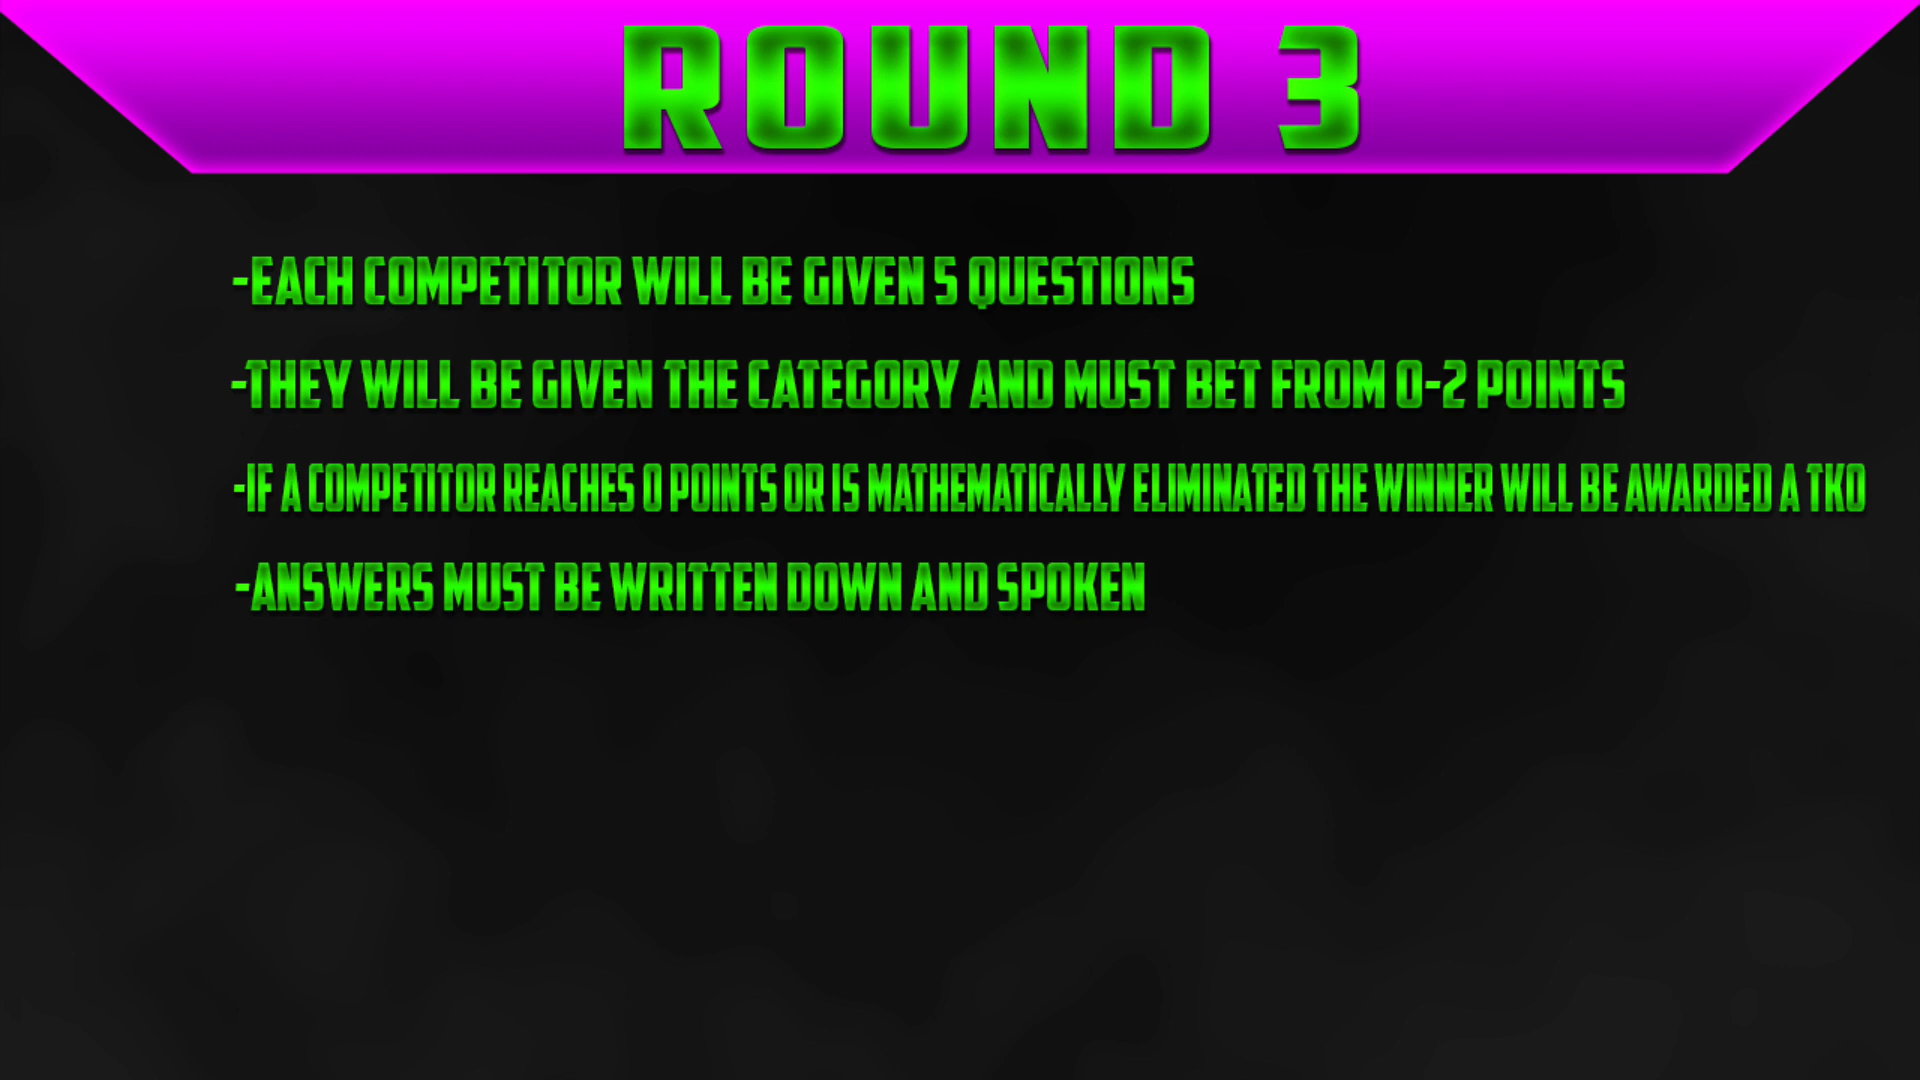 ROUND 3
-EACH COMPETITOR WILL BE GIVEN 5 QUESTIONS
-THEY WILL BE GIVEN THE CATEGORY AND MUST BET FROM 0-2 POINTS
-IF A COMPETITOR REACHES 0 POINTS OR IS MATHEMATICALLY ELIMINATED THE WINNER WILL BE AWARDED A TKO
-ANSWERS MUST BE WRITTEN DOWN AND SPOKEN